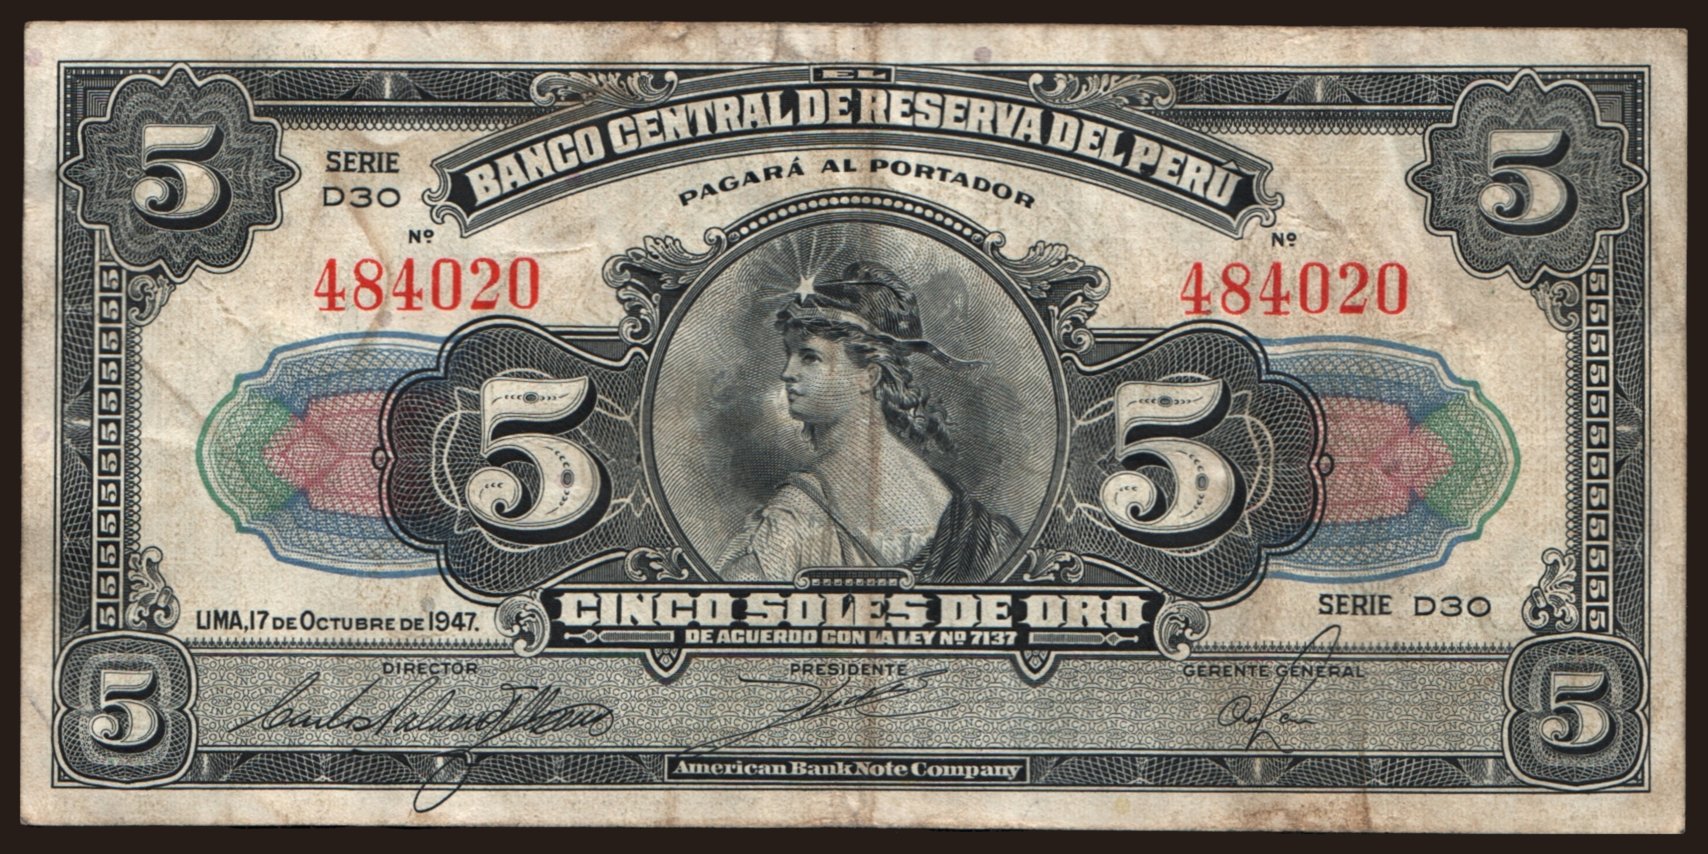 EL
BANCO CENTRAL DE RESERVA DEL PERÚ
PAGARÁ AL PORTADOR
5
5
SERIE
D30
Nº
Nº
484020
484020
5
5
555555555555
555555555555
CINCO SOLES DE ORO
DE ACUERDO CON LA LEY Nº 7137
LIMA, 17 DE OCTUBRE DE 1947.
SERIE D30
DIRECTOR
PRESIDENTE
GERENTE GENERAL
5
5
American Bank Note Company